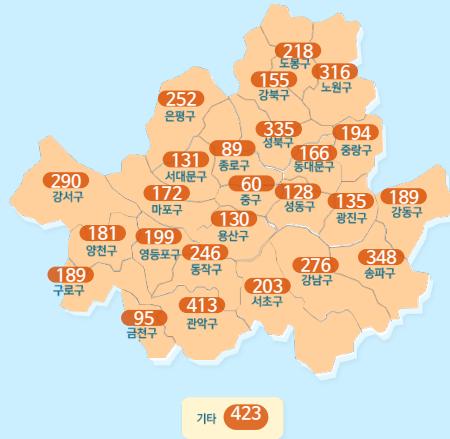 218
도봉구
316
노원구
155
강북구
252
은평구
335
성북구
194
중랑구
89
종로구
166
동대문구
131
서대문구
290
강서구
172
마포구
60
중구
128
성동구
135
광진구
189
강동구
130
용산구
181
양천구
199
영등포구
246
동작구
348
송파구
276
강남구
189
구로구
203
서초구
413
관악구
95
금천구
기타 423